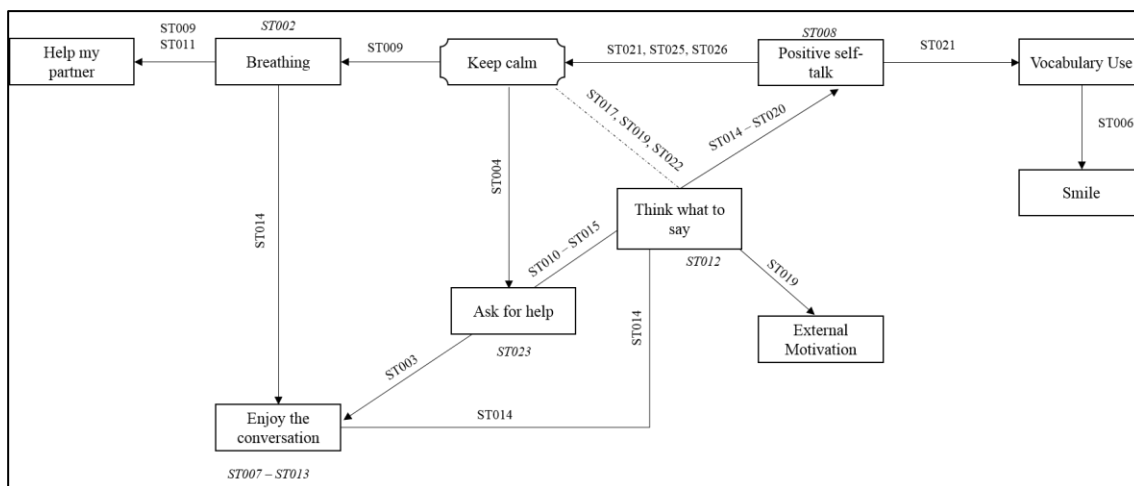 ST009
ST011
ST002
Help my
partner
Breathing
ST009
Keep calm
ST021, ST025, ST026
ST008
Positive self-
talk
ST021
Vocabulary Use
ST017, ST019, ST022
ST014 – ST020
ST006
ST004
Smile
Think what to
say
ST012
ST014
ST010 – ST015
ST019
Ask for help
ST023
ST014
External
Motivation
ST003
Enjoy the
conversation
ST014
ST007 – ST013